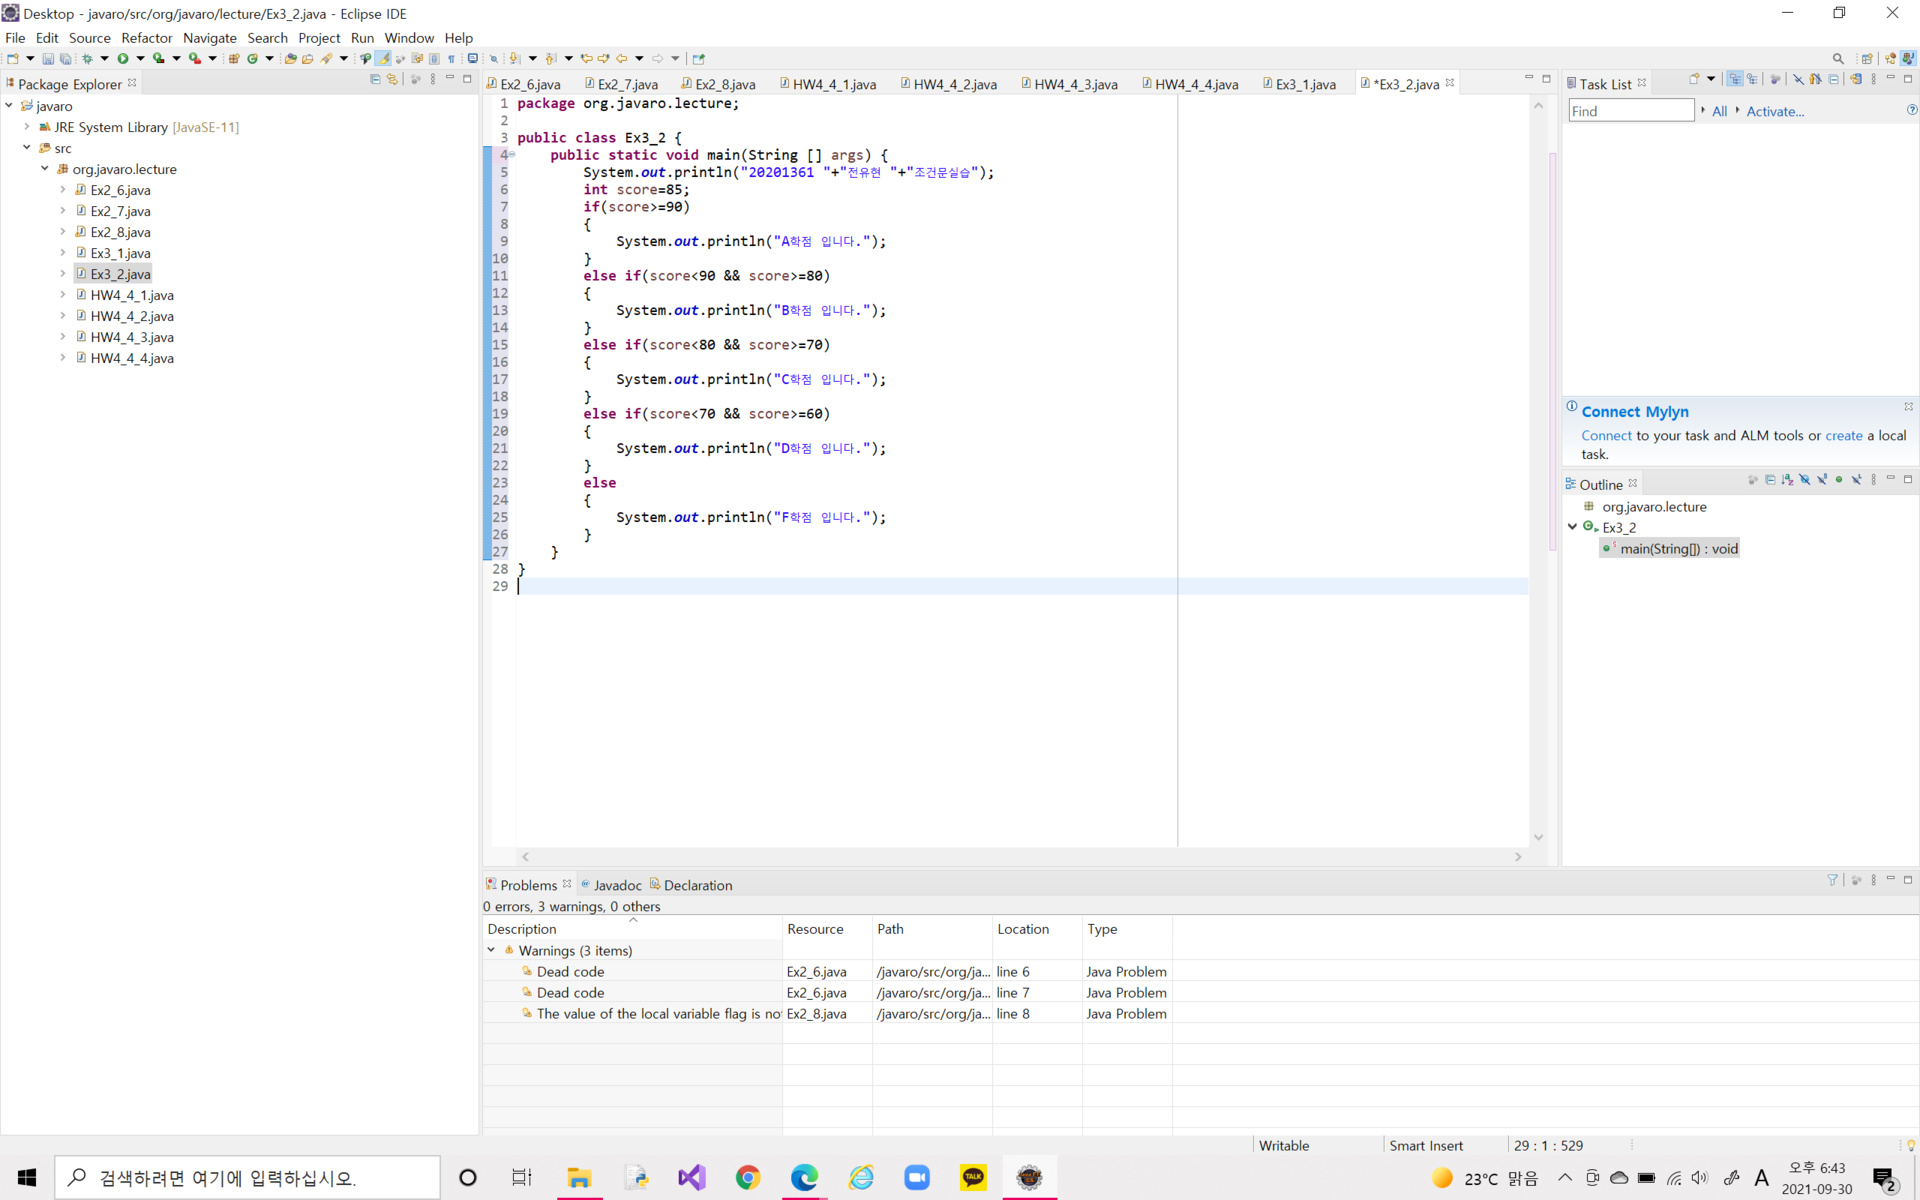 Desktop - javaro/src/org/javaro/lecture/Ex3_2.java - Eclipse IDE
File Edit Source Refactor Navigate Search Project Run Window Help
Package Explorer
javaro
JRE System Library [JavaSE-11]
src
org.javaro.lecture
Ex2_6.java
Ex2_7.java
Ex2_8.java
Ex3_1.java
Ex3_2.java
HW4_4_1.java
HW4_4_2.java
HW4_4_3.java
HW4_4_4.java
Ex2_6.java Ex2_7.java Ex2_8.java HW4_4_1.java HW4_4_2.java HW4_4_3.java HW4_4_4.java Ex3_1.java *Ex3_2.java
1 package org.javaro.lecture;
2
3 public class Ex3_2 {
4 public static void main(String [] args) {
5 System.out.println("20201361 "+"전유현 "+"조건문실습");
6 int score=85;
7 if(score>=90)
8 {
9 System.out.println("A학점 입니다.");
10 }
11 else if(score<90 && score>=80)
12 {
13 System.out.println("B학점 입니다.");
14 }
15 else if(score<80 && score>=70)
16 {
17 System.out.println("C학점 입니다.");
18 }
19 else if(score<70 && score>=60)
20 {
21 System.out.println("D학점 입니다.");
22 }
23 else
24 {
25 System.out.println("F학점 입니다.");
26 }
27 }
28 }
29
Task List
Find All Activate...
Connect Mylyn
Connect to your task and ALM tools or create a local
task.
Outline
org.javaro.lecture
Ex3_2
main(String[]) : void
Problems Javadoc Declaration
0 errors, 3 warnings, 0 others
Description Resource Path Location Type
Warnings (3 items)
Dead code Ex2_6.java /javaro/src/org/ja... line 6 Java Problem
Dead code Ex2_6.java /javaro/src/org/ja... line 7 Java Problem
The value of the local variable flag is no Ex2_8.java /javaro/src/org/ja... line 8 Java Problem
Writable Smart Insert 29 : 1 : 529
검색하려면 여기에 입력하십시오.
TALK
23°C 맑음
A
오후 6:43
2021-09-30
2